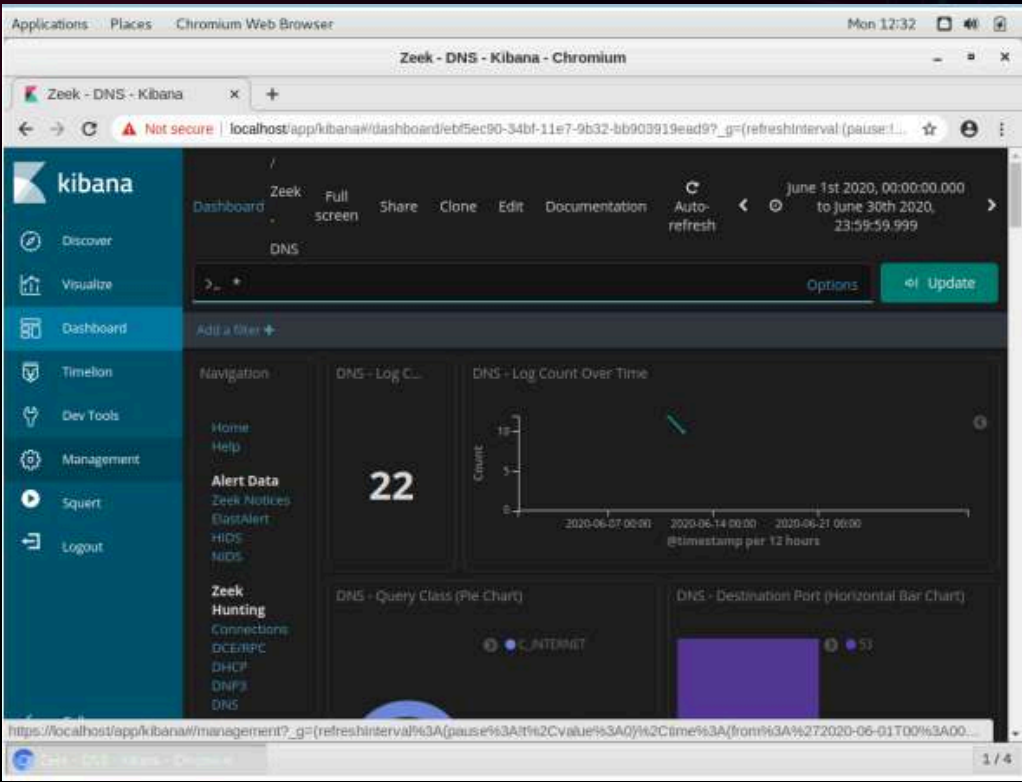 Applications Places Chromium Web Browser Mon 12:32
Zeek - DNS - Kibana - Chromium
Zeek - DNS - Kibana
Not secure | localhost/app/kibana#/dashboard/ebf5ec90-34bf-11e7-9b32-bb903919ead9?_g=(refreshInterval:(pause:!...
kibana
Discover
Visualize
Dashboard
Timelion
Dev Tools
Management
Squert
Logout
Dashboard / Zeek - DNS
Full screen
Share
Clone
Edit
Documentation
Auto-refresh
June 1st 2020, 00:00:00.000
to June 30th 2020,
23:59:59.999
>_ *
Options
Update
Add a filter +
Navigation
Home
Help
Alert Data
Zeek Notices
ElastAlert
HIDS
NIDS
Zeek
Hunting
Connections
DCE/RPC
DHCP
DNP3
DNS
DNS - Log C...
22
DNS - Log Count Over Time
Count
10
5
0
2020-06-07 00:00 2020-06-14 00:00 2020-06-21 00:00
@timestamp per 12 hours
DNS - Query Class (Pie Chart)
C_INTERNET
DNS - Destination Port (Horizontal Bar Chart)
53
https://localhost/app/kibana#/management?_g=(refreshInterval%3A(pause%3A!t%2Cvalue%3A0)%2Ctime%3A(from%3A%272020-06-01T00%3A00...
Zeek - DNS - Kibana - Chromium
1 / 4